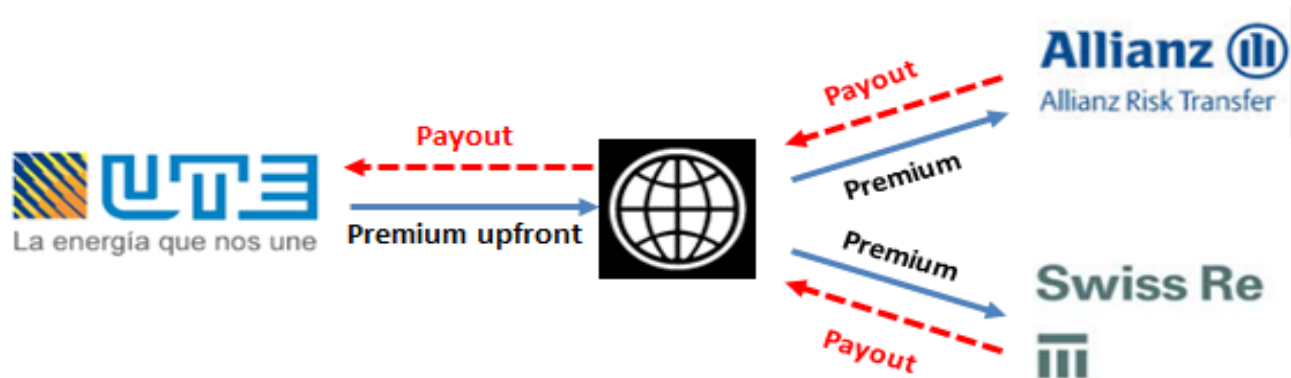 UTE
La energía que nos une
Payout
Premium upfront
Payout
Premium
Allianz
Allianz Risk Transfer
Premium
Payout
Swiss Re